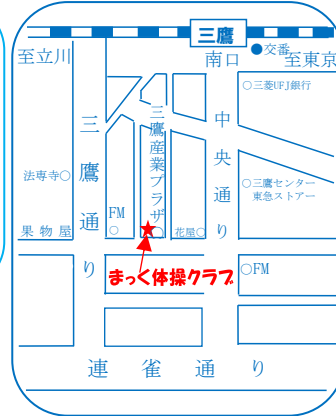 三鷹
至立川
南口
●交番
至東京
○三菱UFJ銀行
三鷹通り
三鷹産業プラザ
中央通り
法専寺○
○三鷹センター
東急ストアー
FM
○
果物屋
花屋○
★
まっく体操クラブ
○FM
連雀通り